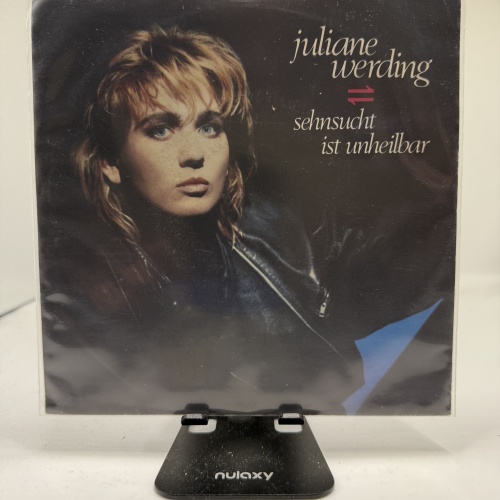 juliane
werding
sehnsucht
ist unheilbar
nulaxy